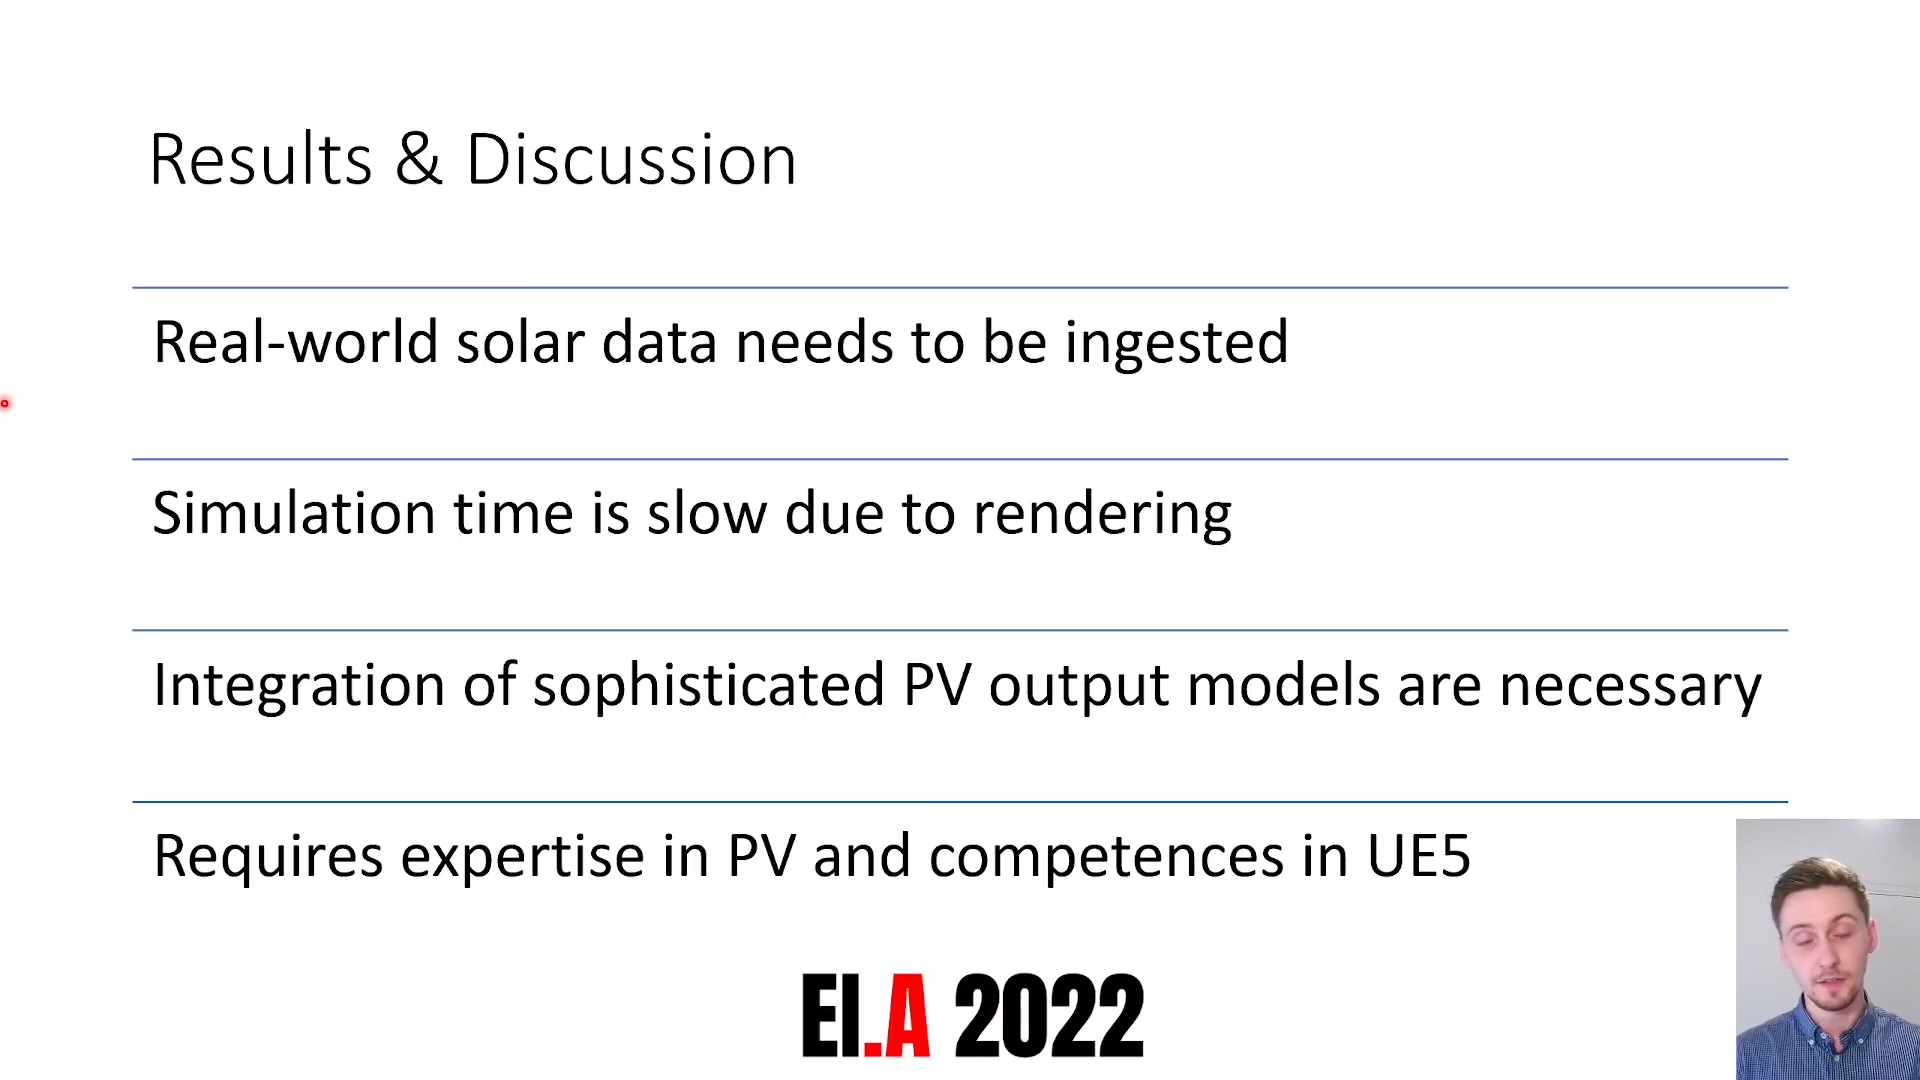 Results & Discussion
Real-world solar data needs to be ingested
Simulation time is slow due to rendering
Integration of sophisticated PV output models are necessary
Requires expertise in PV and competences in UE5
EI.A 2022